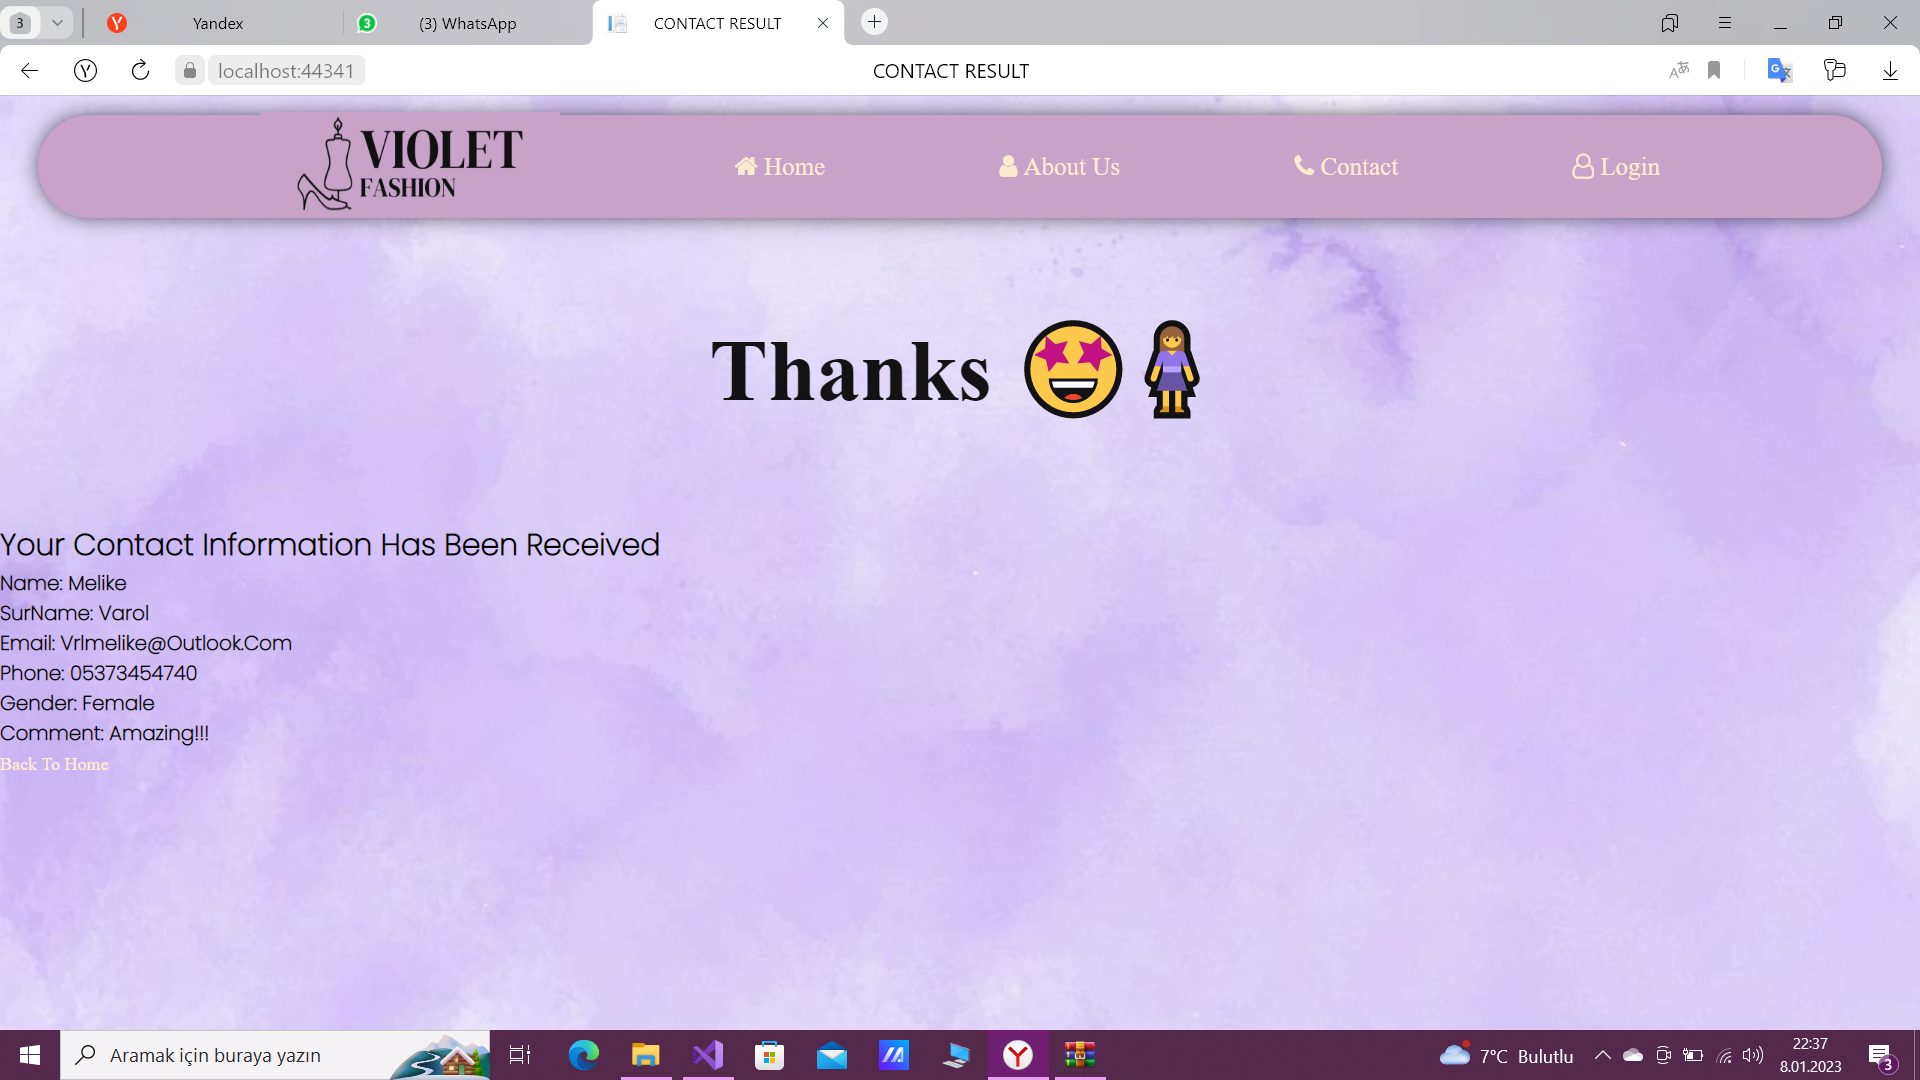 3
Yandex
3
(3) WhatsApp
CONTACT RESULT
localhost:44341
CONTACT RESULT
VIOLET
FASHION
Home
About Us
Contact
Login
Thanks
Your Contact Information Has Been Received
Name: Melike
SurName: Varol
Email: Vrlmelike@Outlook.Com
Phone: 05373454740
Gender: Female
Comment: Amazing!!!
Back To Home
Aramak için buraya yazın
7°C Bulutlu
22:37
8.01.2023
3